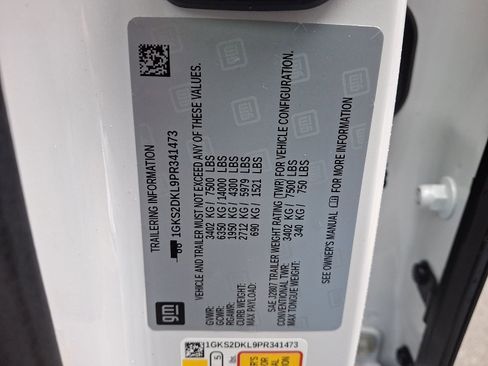 TRAILERING INFORMATION
1GKS2DKL9PR341473
VEHICLE AND TRAILER MUST NOT EXCEED ANY OF THESE VALUES.
GVWR: 3402 KG / 7500 LBS
GCWR: 6350 KG / 14000 LBS
RGAWR: 1950 KG / 4300 LBS
CURB WEIGHT: 2712 KG / 5979 LBS
MAX PAYLOAD: 690 KG / 1521 LBS
SAE J2807 TRAILER WEIGHT RATING (TWR) FOR VEHICLE CONFIGURATION.
CONVENTIONAL TWR: 3402 KG / 7500 LBS
MAX TONGUE WEIGHT: 340 KG / 750 LBS
SEE OWNER'S MANUAL FOR MORE INFORMATION
gm
1GKS2DKL9PR341473